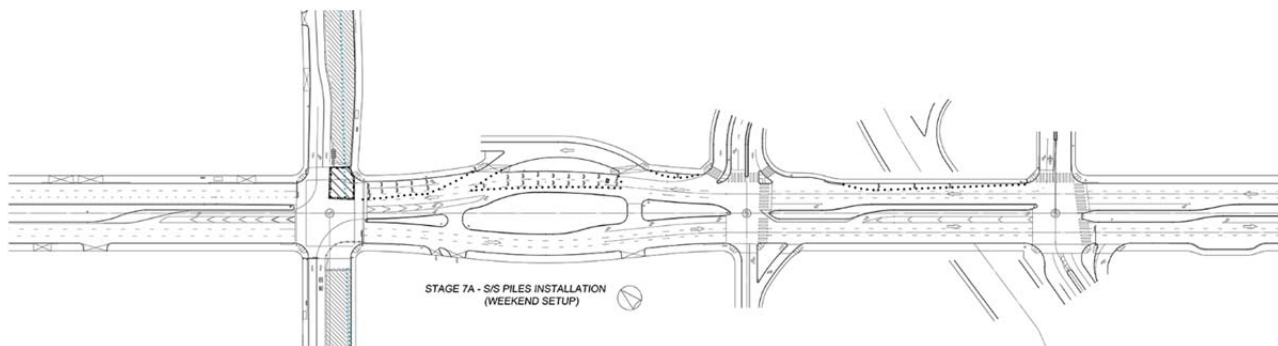 STAGE 7A - S/S PILES INSTALLATION
(WEEKEND SETUP)